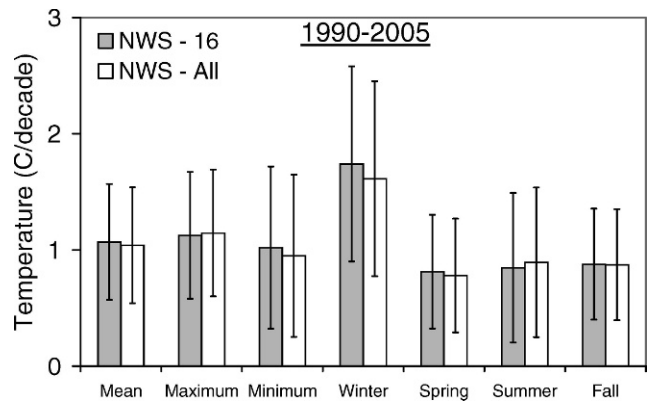 3
1990-2005
NWS - 16
NWS - All
2
1
0
Temperature (C/decade)
Mean Maximum Minimum Winter Spring Summer Fall